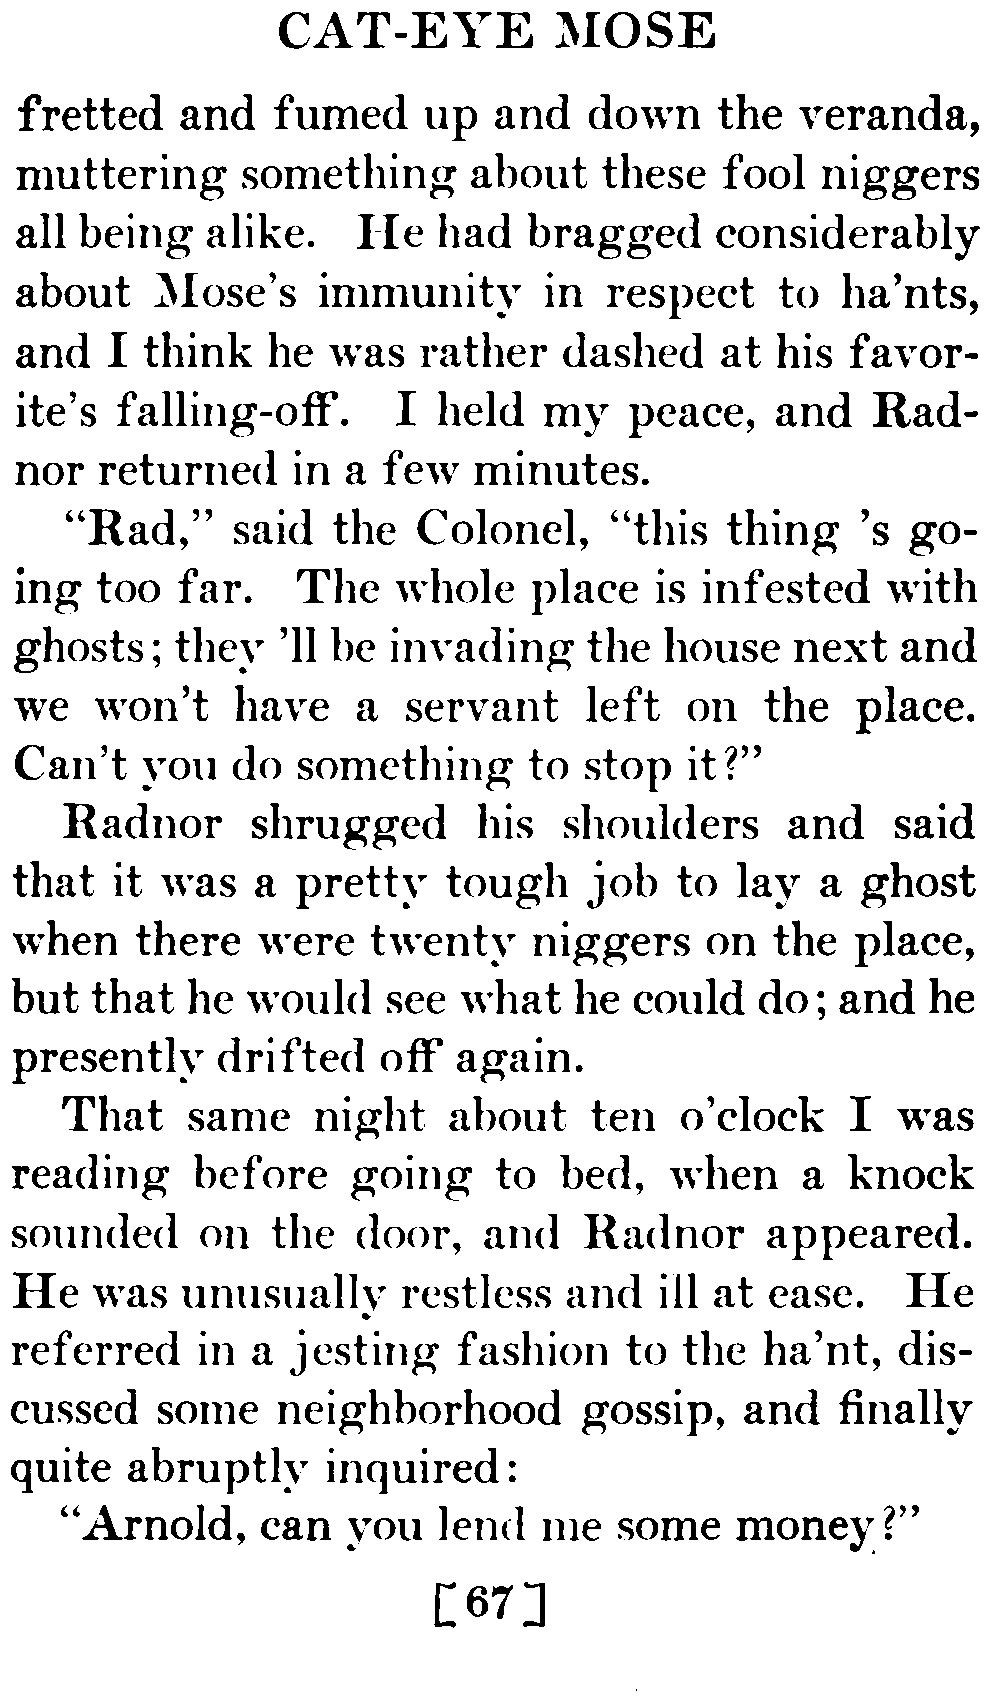 CAT-EYE MOSE
fretted and fumed up and down the veranda,
muttering something about these fool niggers
all being alike. He had bragged considerably
about Mose's immunity in respect to ha'nts,
and I think he was rather dashed at his favor-
ite's falling-off. I held my peace, and Rad-
nor returned in a few minutes.
"Rad," said the Colonel, "this thing 's go-
ing too far. The whole place is infested with
ghosts; they 'll be invading the house next and
we won't have a servant left on the place.
Can't you do something to stop it?"
Radnor shrugged his shoulders and said
that it was a pretty tough job to lay a ghost
when there were twenty niggers on the place,
but that he would see what he could do; and he
presently drifted off again.
That same night about ten o'clock I was
reading before going to bed, when a knock
sounded on the door, and Radnor appeared.
He was unusually restless and ill at ease. He
referred in a jesting fashion to the ha'nt, dis-
cussed some neighborhood gossip, and finally
quite abruptly inquired:
"Arnold, can you lend me some money?"
[67]